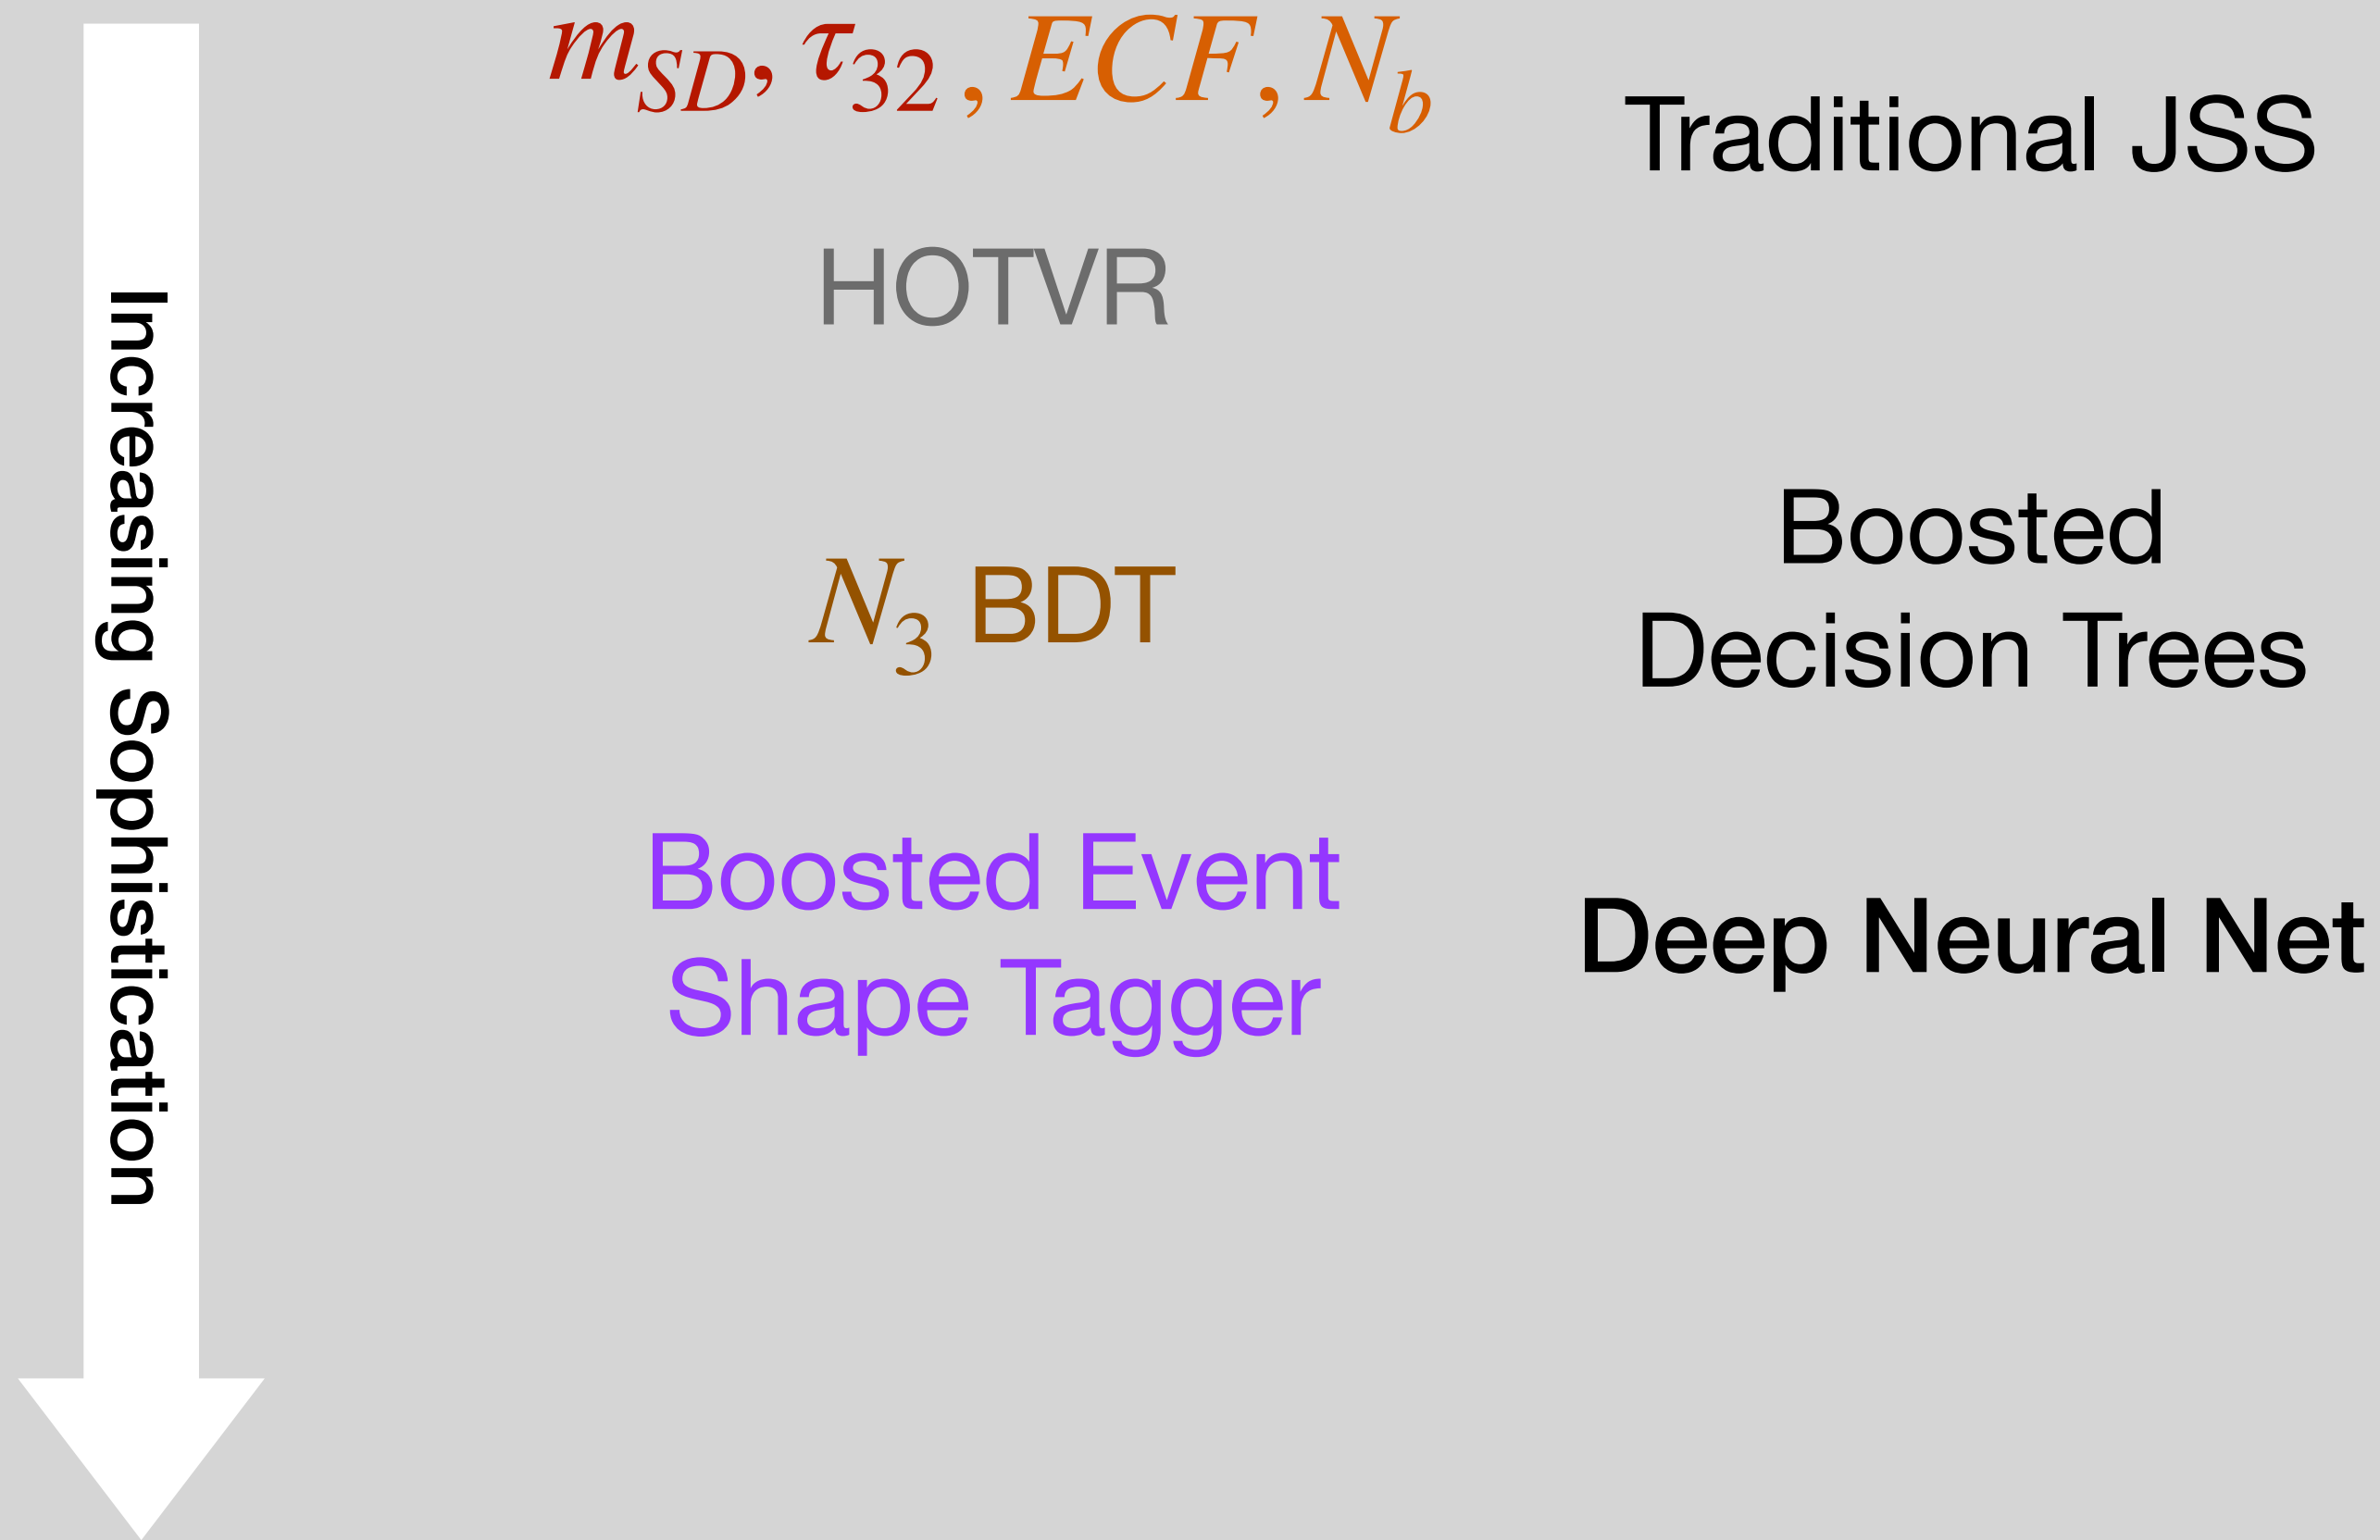 m_SD, τ_32, ECF, N_b
Traditional JSS
HOTVR
N_3 BDT
Boosted
Decision Trees
Boosted Event
Shape Tagger
Deep Neural Net
Increasing Sophistication